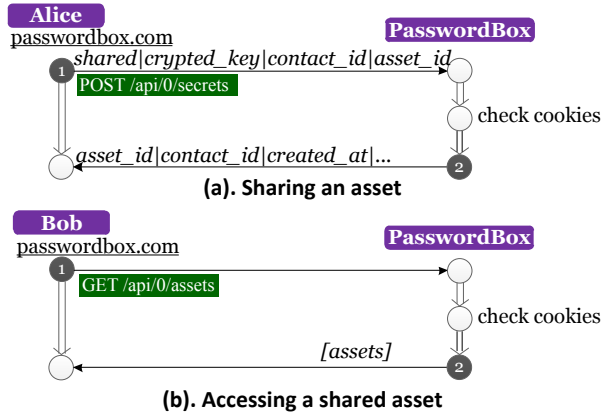 Alice
passwordbox.com
PasswordBox
shared|crypted_key|contact_id|asset_id
1
POST /api/0/secrets
check cookies
asset_id|contact_id|created_at|...
2
(a). Sharing an asset
Bob
passwordbox.com
PasswordBox
1
GET /api/0/assets
check cookies
[assets]
2
(b). Accessing a shared asset